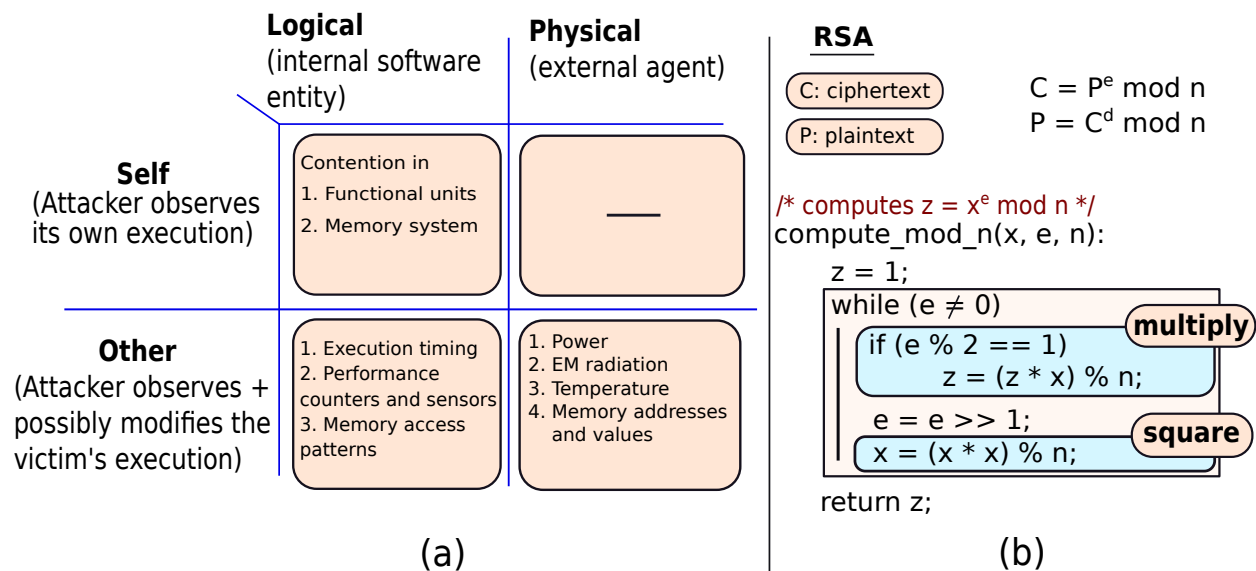 Logical
(internal software
entity)
Physical
(external agent)
Self
(Attacker observes
its own execution)
Contention in
1. Functional units
2. Memory system
Other
(Attacker observes +
possibly modifies the
victim's execution)
1. Execution timing
2. Performance
counters and sensors
3. Memory access
patterns
1. Power
2. EM radiation
3. Temperature
4. Memory addresses
and values
(a)
RSA
C: ciphertext
P: plaintext
C = Pᵉ mod n
P = Cᵈ mod n
/* computes z = xᵉ mod n */
compute_mod_n(x, e, n):
z = 1;
while (e ≠ 0)
multiply
if (e % 2 == 1)
z = (z * x) % n;
e = e >> 1;
square
x = (x * x) % n;
return z;
(b)